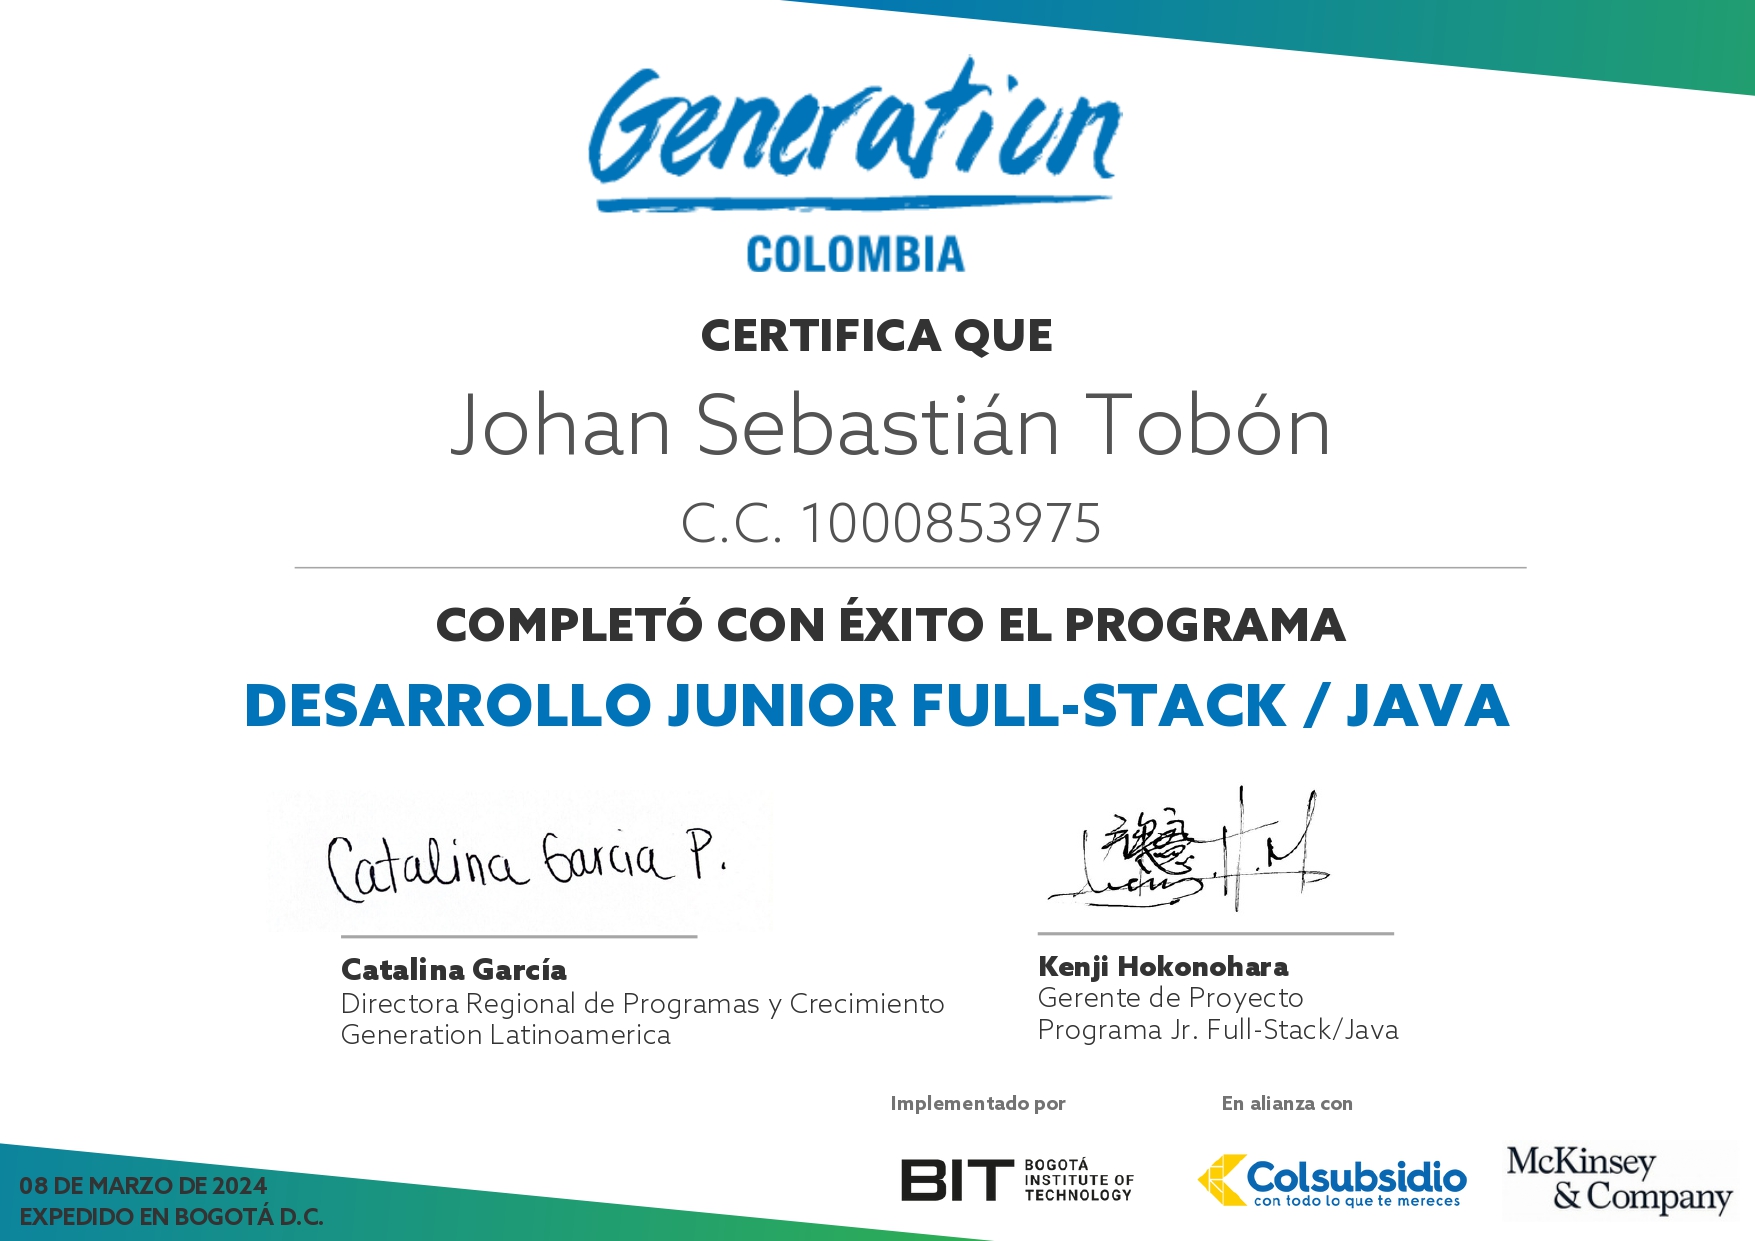 Generation
COLOMBIA
CERTIFICA QUE
Johan Sebastián Tobón
C.C. 1000853975
COMPLETÓ CON ÉXITO EL PROGRAMA
DESARROLLO JUNIOR FULL-STACK / JAVA
Catalina Garcia P.
Catalina García
Directora Regional de Programas y Crecimiento
Generation Latinoamerica
Kenji Hokonohara
Gerente de Proyecto
Programa Jr. Full-Stack/Java
Implementado por
En alianza con
BIT
BOGOTÁ
INSTITUTE OF
TECHNOLOGY
Colsubsidio
con todo lo que te mereces
McKinsey
& Company
08 DE MARZO DE 2024
EXPEDIDO EN BOGOTÁ D.C.